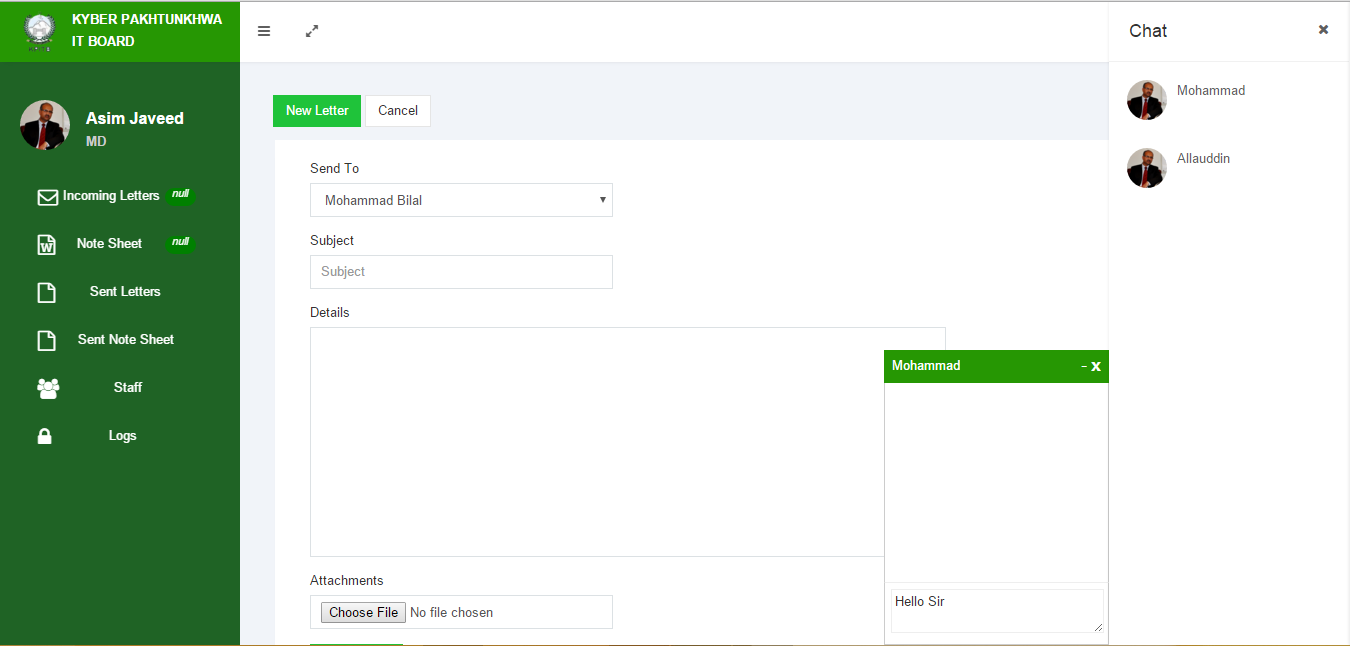 KYBER PAKHTUNKHWA
IT BOARD
Asim Javeed
MD
Incoming Letters null
Note Sheet null
Sent Letters
Sent Note Sheet
Staff
Logs
New Letter Cancel
Send To
Mohammad Bilal
Subject
Subject
Details
Attachments
Choose File No file chosen
Mohammad - x
Hello Sir
Chat
Mohammad
Allauddin